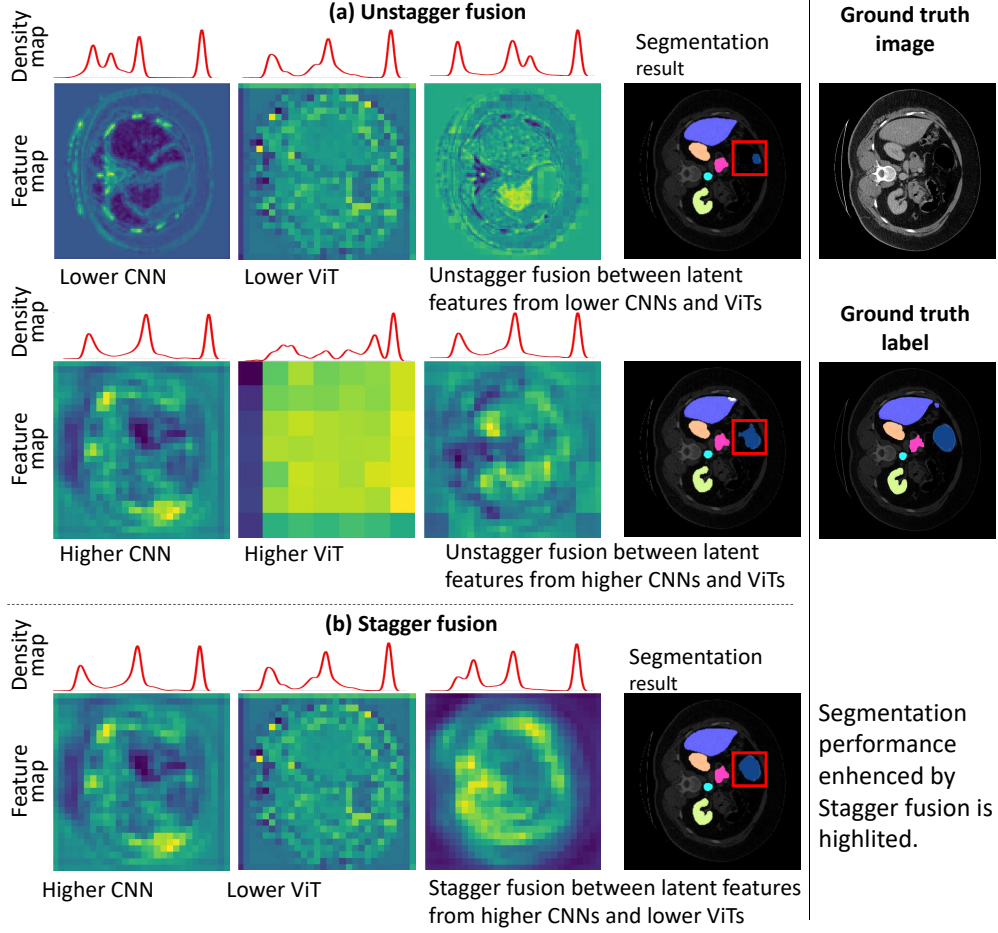 (a) Unstagger fusion
Density
map
Segmentation
result
Ground truth
image
Feature
map
Lower CNN
Lower ViT
Unstagger fusion between latent
features from lower CNNs and ViTs
Density
map
Ground truth
label
Feature
map
Higher CNN
Higher ViT
Unstagger fusion between latent
features from higher CNNs and ViTs
(b) Stagger fusion
Density
map
Segmentation
result
Feature
map
Segmentation
performance
enhenced by
Stagger fusion is
highlited.
Higher CNN
Lower ViT
Stagger fusion between latent features
from higher CNNs and lower ViTs